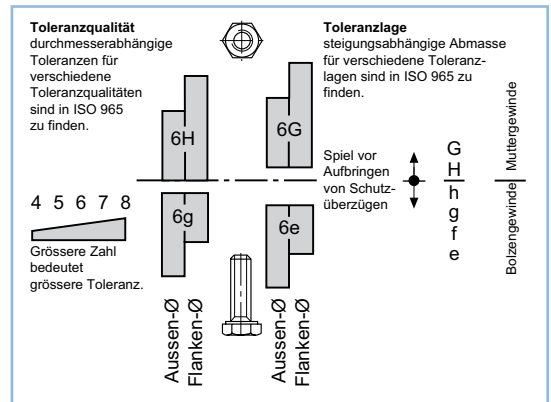 Toleranzqualität
durchmesserabhängige
Toleranzen für
verschiedene
Toleranzqualitäten
sind in ISO 965
zu finden.
Toleranzlage
steigungsabhängige Abmasse
für verschiedene Toleranz-
lagen sind in ISO 965 zu
finden.
6H
6G
Spiel vor
Aufbringen
von Schutz-
überzügen
G
H
h
g
f
e
Muttergewinde
Bolzengewinde
4 5 6 7 8
Grössere Zahl
bedeutet
grössere Toleranz.
6g
6e
Aussen-Ø
Flanken-Ø
Aussen-Ø
Flanken-Ø